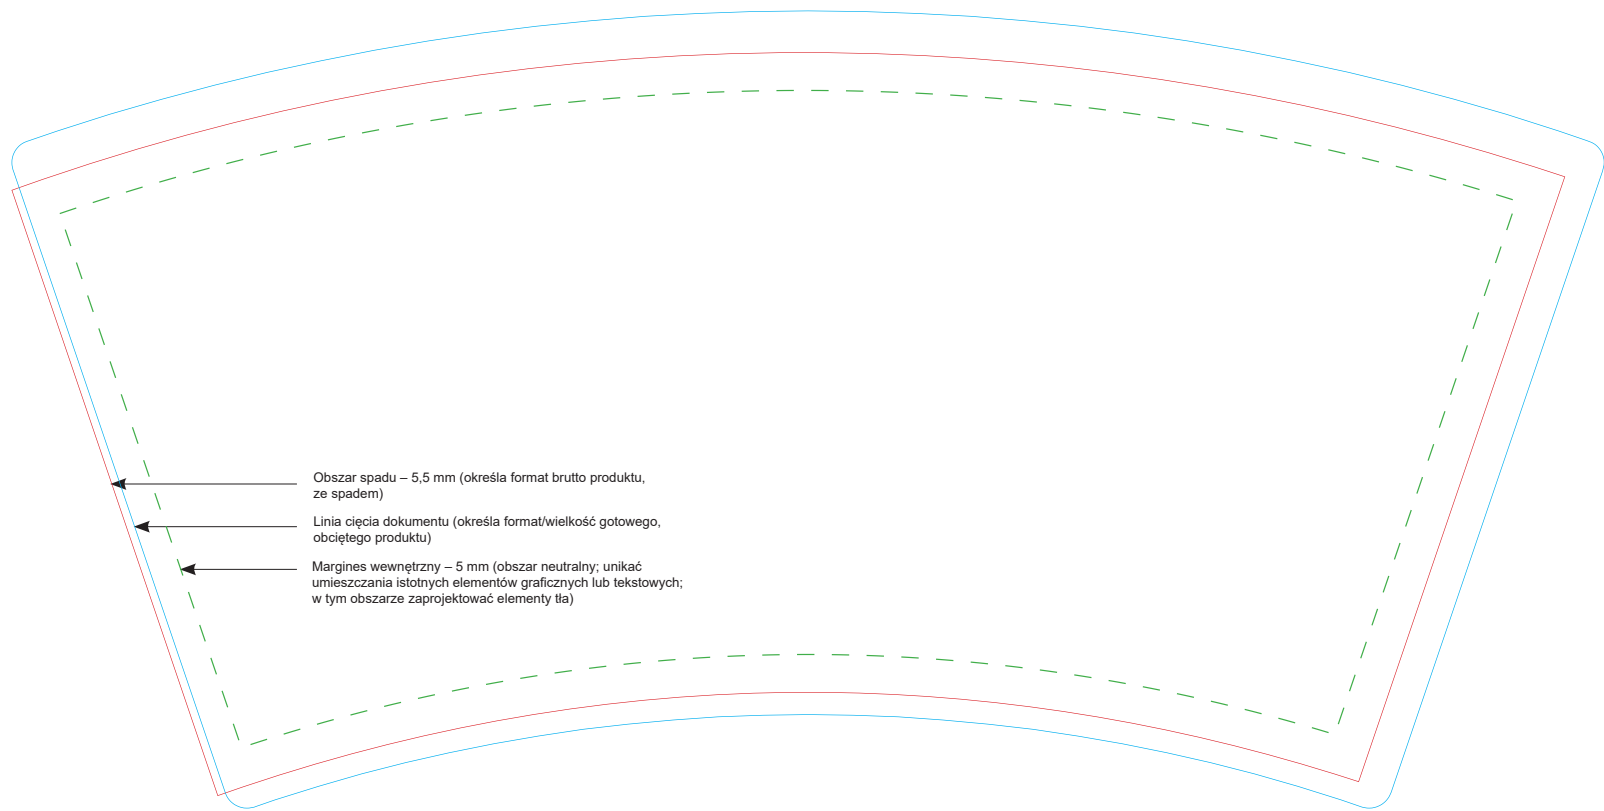 Obszar spadu – 5,5 mm (określa format brutto produktu,
ze spadem)
Linia cięcia dokumentu (określa format/wielkość gotowego,
obciętego produktu)
Margines wewnętrzny – 5 mm (obszar neutralny; unikać
umieszczania istotnych elementów graficznych lub tekstowych;
w tym obszarze zaprojektować elementy tła)